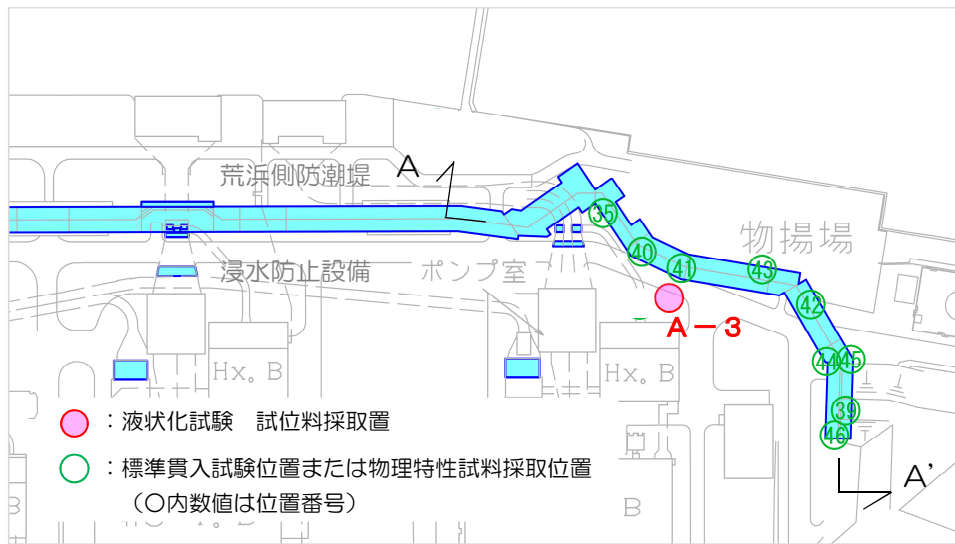 荒浜側防潮堤
A
35
物揚場
40
41
43
浸水防止設備
ポンプ室
42
A－3
44
45
Hx。B
Hx。B
39
：液状化試験　試位料採取置
46
：標準貫入試験位置または物理特性試料採取位置
（〇内数値は位置番号）
B
A'